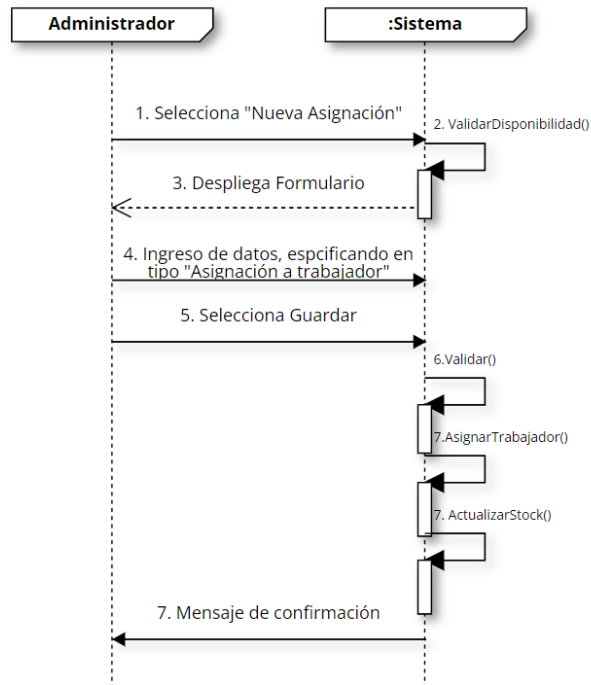 Administrador
:Sistema
1. Selecciona "Nueva Asignación"
2. ValidarDisponibilidad()
3. Despliega Formulario
4. Ingreso de datos, espcificando en
tipo "Asignación a trabajador"
5. Selecciona Guardar
6.Validar()
7.AsignarTrabajador()
7. ActualizarStock()
7. Mensaje de confirmación